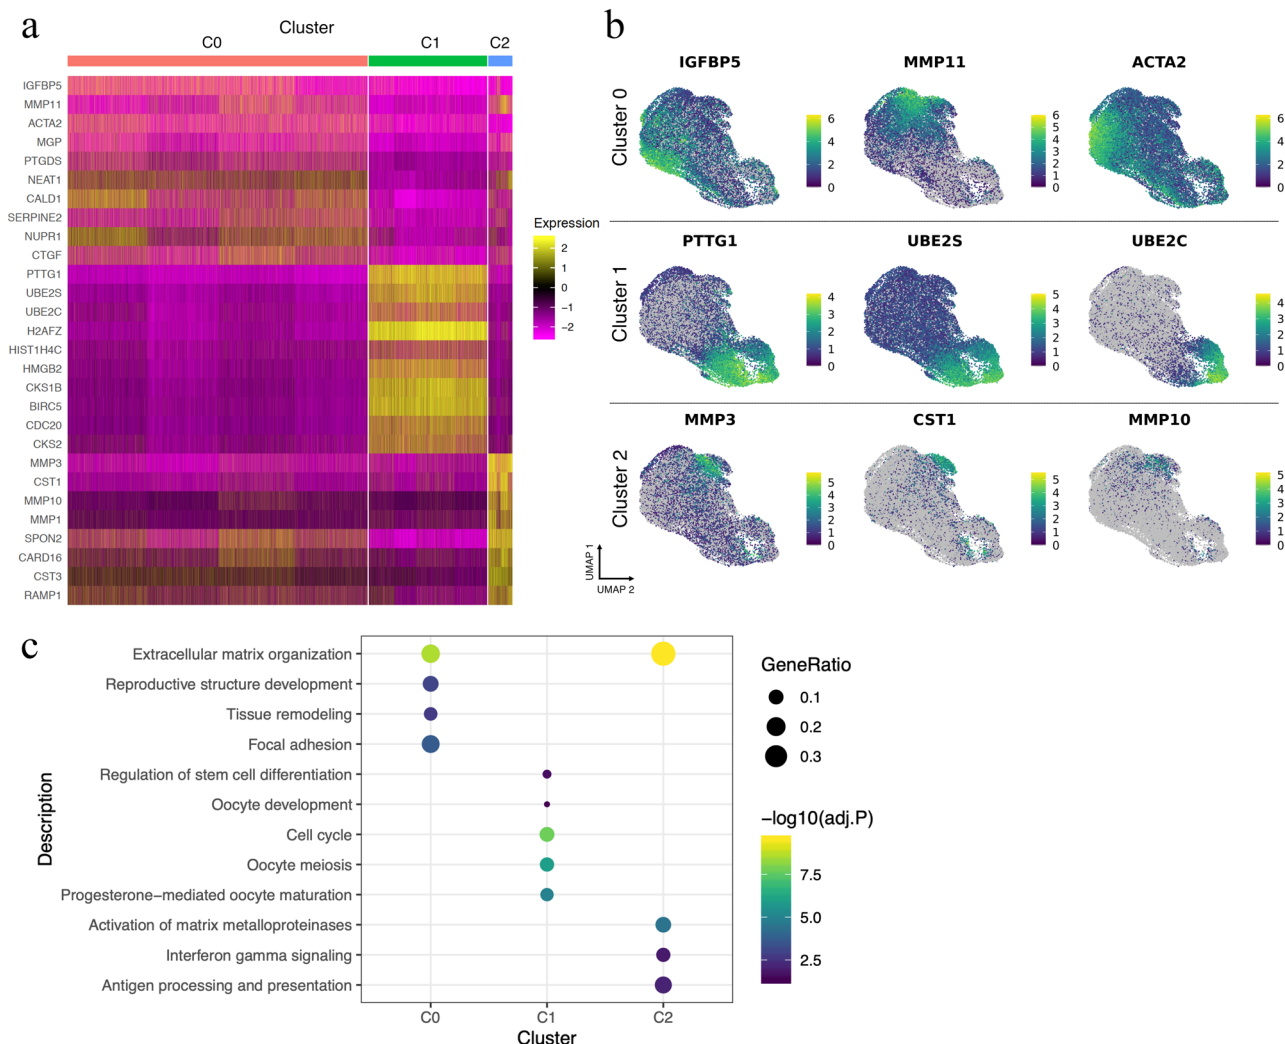 a
Cluster
C0 C1 C2
IGFBP5
MMP11
ACTA2
MGP
PTGDS
NEAT1
CALD1
SERPINE2
NUPR1
CTGF
PTTG1
UBE2S
UBE2C
H2AFZ
HIST1H4C
HMGB2
CKS1B
BIRC5
CDC20
CKS2
MMP3
CST1
MMP10
MMP1
SPON2
CARD16
CST3
RAMP1
Expression
2
1
0
−1
−2
b
Cluster 0
IGFBP5 MMP11 ACTA2
6
5
4
3
2
1
0
6
5
4
3
2
1
0
6
5
4
3
2
1
0
Cluster 1
PTTG1 UBE2S UBE2C
4
3
2
1
0
5
4
3
2
1
0
4
3
2
1
0
Cluster 2
MMP3 CST1 MMP10
5
4
3
2
1
0
5
4
3
2
1
0
5
4
3
2
1
0
UMAP 1
UMAP 2
c
Description
Extracellular matrix organization
Reproductive structure development
Tissue remodeling
Focal adhesion
Regulation of stem cell differentiation
Oocyte development
Cell cycle
Oocyte meiosis
Progesterone−mediated oocyte maturation
Activation of matrix metalloproteinases
Interferon gamma signaling
Antigen processing and presentation
C0 C1 C2
Cluster
GeneRatio
0.1
0.2
0.3
−log10(adj.P)
7.5
5.0
2.5